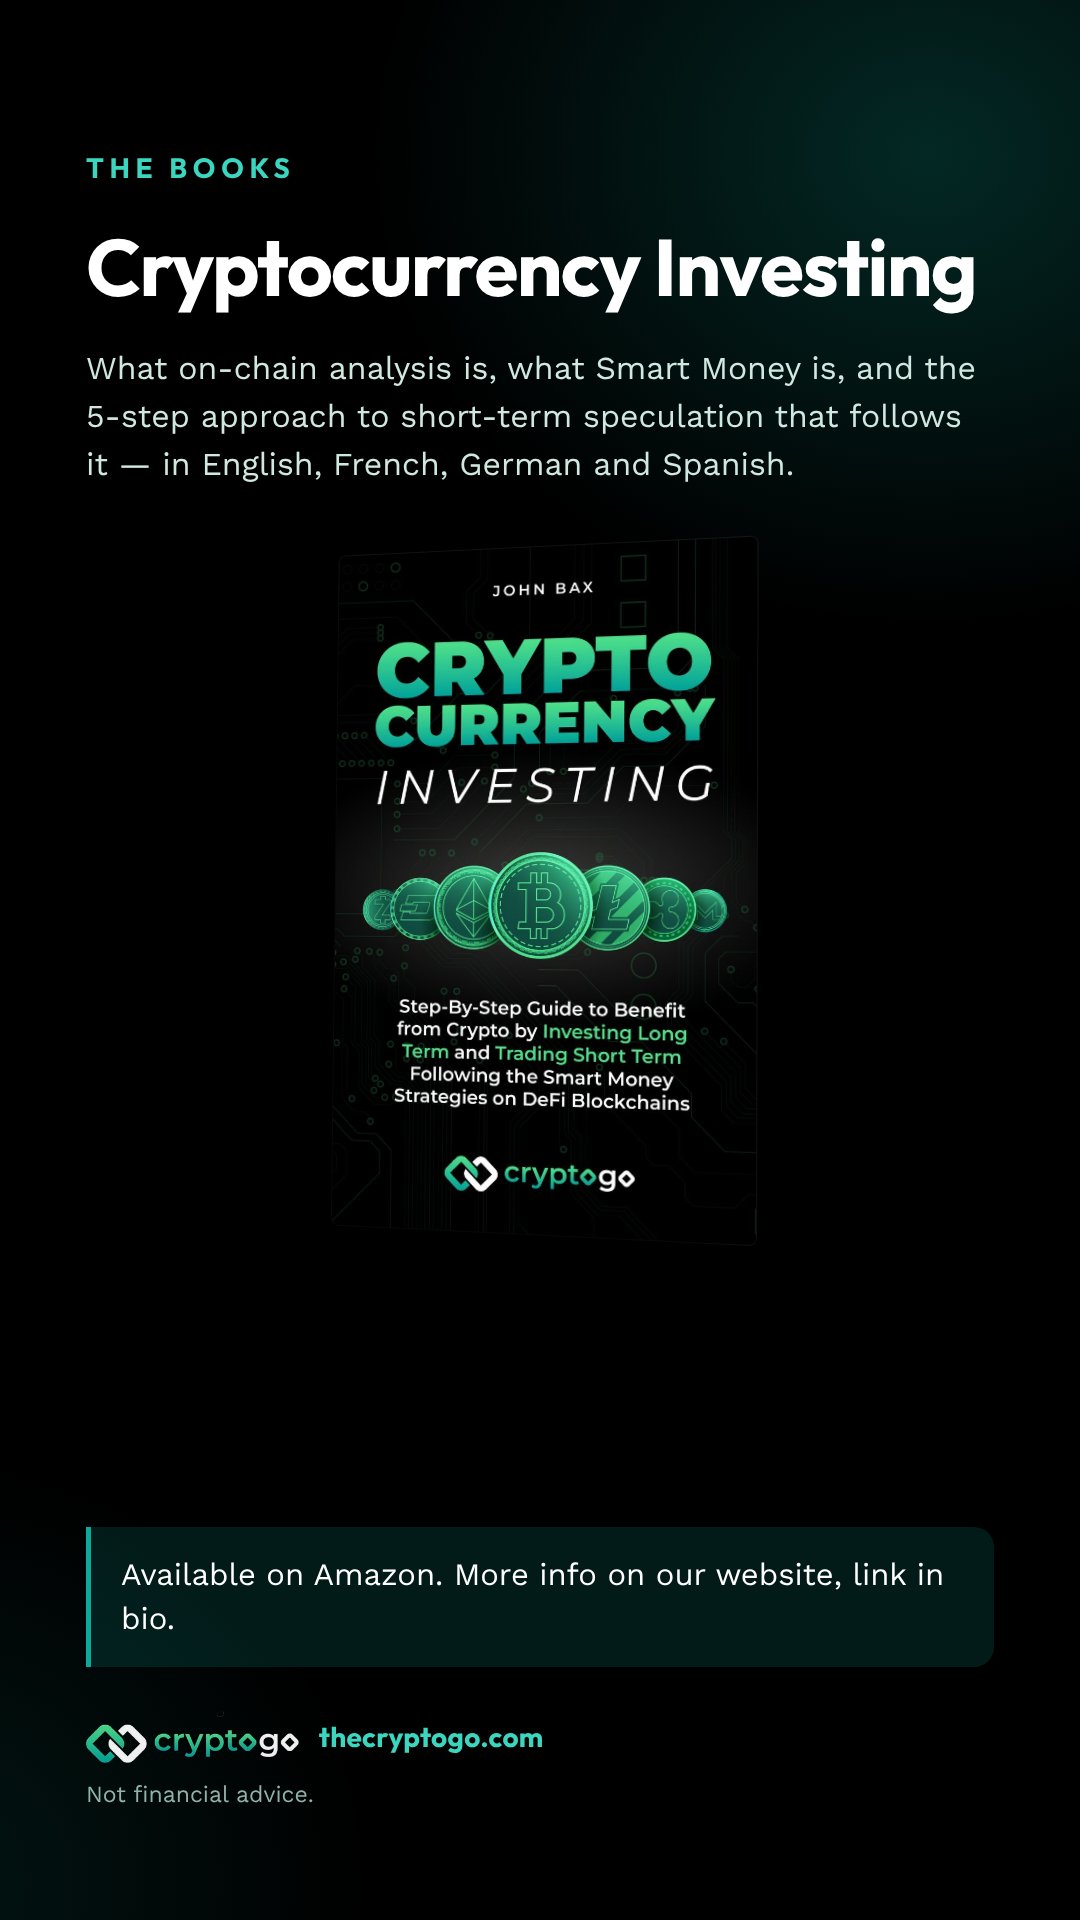 THE BOOKS
Cryptocurrency Investing
What on-chain analysis is, what Smart Money is, and the
5-step approach to short-term speculation that follows
it — in English, French, German and Spanish.
JOHN BAX
CRYPTO
CURRENCY
INVESTING
Step-By-Step Guide to Benefit
from Crypto by Investing Long
Term and Trading Short Term
Following the Smart Money
Strategies on DeFi Blockchains
cryptogo
Available on Amazon. More info on our website, link in
bio.
cryptogo thecryptogo.com
Not financial advice.